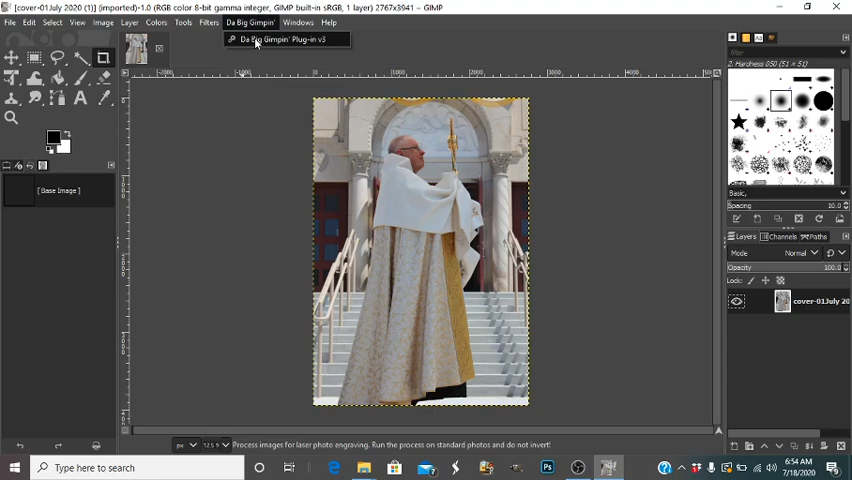 [cover-01July 2020 (1)] (imported)-1.0 (RGB color 8-bit gamma integer, GIMP built-in sRGB, 1 layer) 2767x3941 – GIMP
File Edit Select View Image Layer Colors Tools Filters Da Big Gimpin' Windows Help
Da Big Gimpin' Plug-in v3
filter
2. Hardness 050 (51 × 51)
[ Base Image ]
Basic,
Spacing 10.0
Layers Channels Paths
Mode Normal
Opacity 100.0
Lock:
cover-01July 20
px 12.5 Process images for laser photo engraving. Run the process on standard photos and do not invert!
Type here to search
6:54 AM
7/18/2020